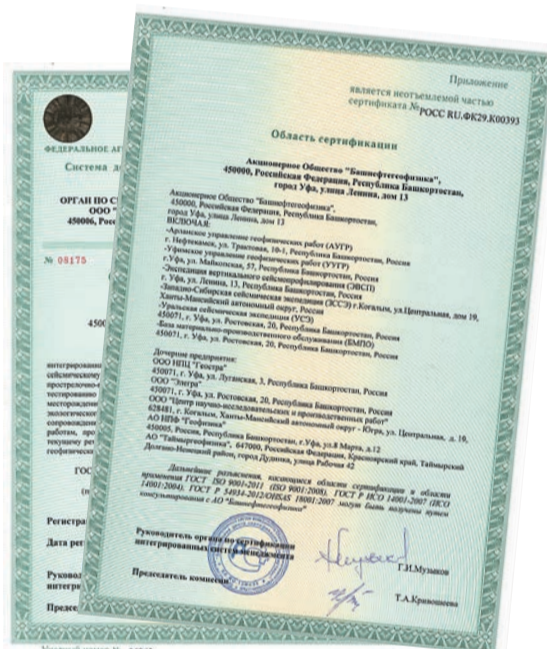 Приложение
является неотъемлемой частью
сертификата № РОСС RU.ФК29.К00393
Область сертификации
Акционерное Общество "Башнефтегеофизика",
450000, Российская Федерация, Республика Башкортостан,
город Уфа, улица Ленина, дом 13
Акционерное Общество "Башнефтегеофизика",
450000, Российская Федерация, Республика Башкортостан,
город Уфа, улица Ленина, дом 13
ВКЛЮЧАЯ:
-Арланское управление геофизических работ (АУГР)
г. Нефтекамск, ул. Трактовая, 10-1, Республика Башкортостан, Россия
-Уфимское управление геофизических работ (УУГР)
г.Уфа, ул. Майкопская, 57, Республика Башкортостан, Россия
-Экспедиция вертикального сейсмопрофилирования (ЭВСП)
г. Уфа, ул. Ленина, 13, Республика Башкортостан, Россия
-Западно-Сибирская сейсмическая экспедиция (ЗССЭ) г.Когалым, ул.Центральная, дом 19,
Ханты-Мансийский автономный округ, Россия
-Уральская сейсмическая экспедиция (УСЭ)
450071, г. Уфа, ул. Ростовская, 20, Республика Башкортостан, Россия
-База материально-производственного обслуживания (БМПО)
450071, г. Уфа, ул. Ростовская, 20, Республика Башкортостан, Россия
Дочерние предприятия:
ООО НПЦ "Геостра"
450071, г. Уфа, ул. Луганская, 3, Республика Башкортостан, Россия
ООО "Элегра"
450071, г. Уфа, ул. Ростовская, 20, Республика Башкортостан, Россия
ООО "Центр научно-исследовательских и производственных работ"
628481, г. Когалым, Ханты-Мансийский автономный округ - Югра, ул. Центральная, д. 19,
АО НПФ "Геофизика"
450005, Россия, Республика Башкортостан, г.Уфа, ул.8 Марта, д.12
АО "Таймыргеофизика", 647000, Российская Федерация, Красноярский край, Таймырский
Долгано-Ненецкий район, город Дудинка, улица Рабочая 42
Дальнейшие разъяснения, касающиеся области сертификации и области
применения ГОСТ ISO 9001-2011 (ISO 9001:2008), ГОСТ Р ИСО 14001-2007 (ИСО
14001:2004), ГОСТ Р 54934-2012/OHSAS 18001:2007 могут быть получены путем
консультирования с АО "Башнефтегеофизика"
Руководитель органа по сертификации
интегрированных систем менеджмента
Г.И.Музыков
Председатель комиссии
Т.А.Кривошеева
ФЕДЕРАЛЬНОЕ
Система
ОРГАН ПО
ООО
450006,
№ 08175
сейсмическому
тестированию
экологического
работам,
текущему
ГОС
Дата